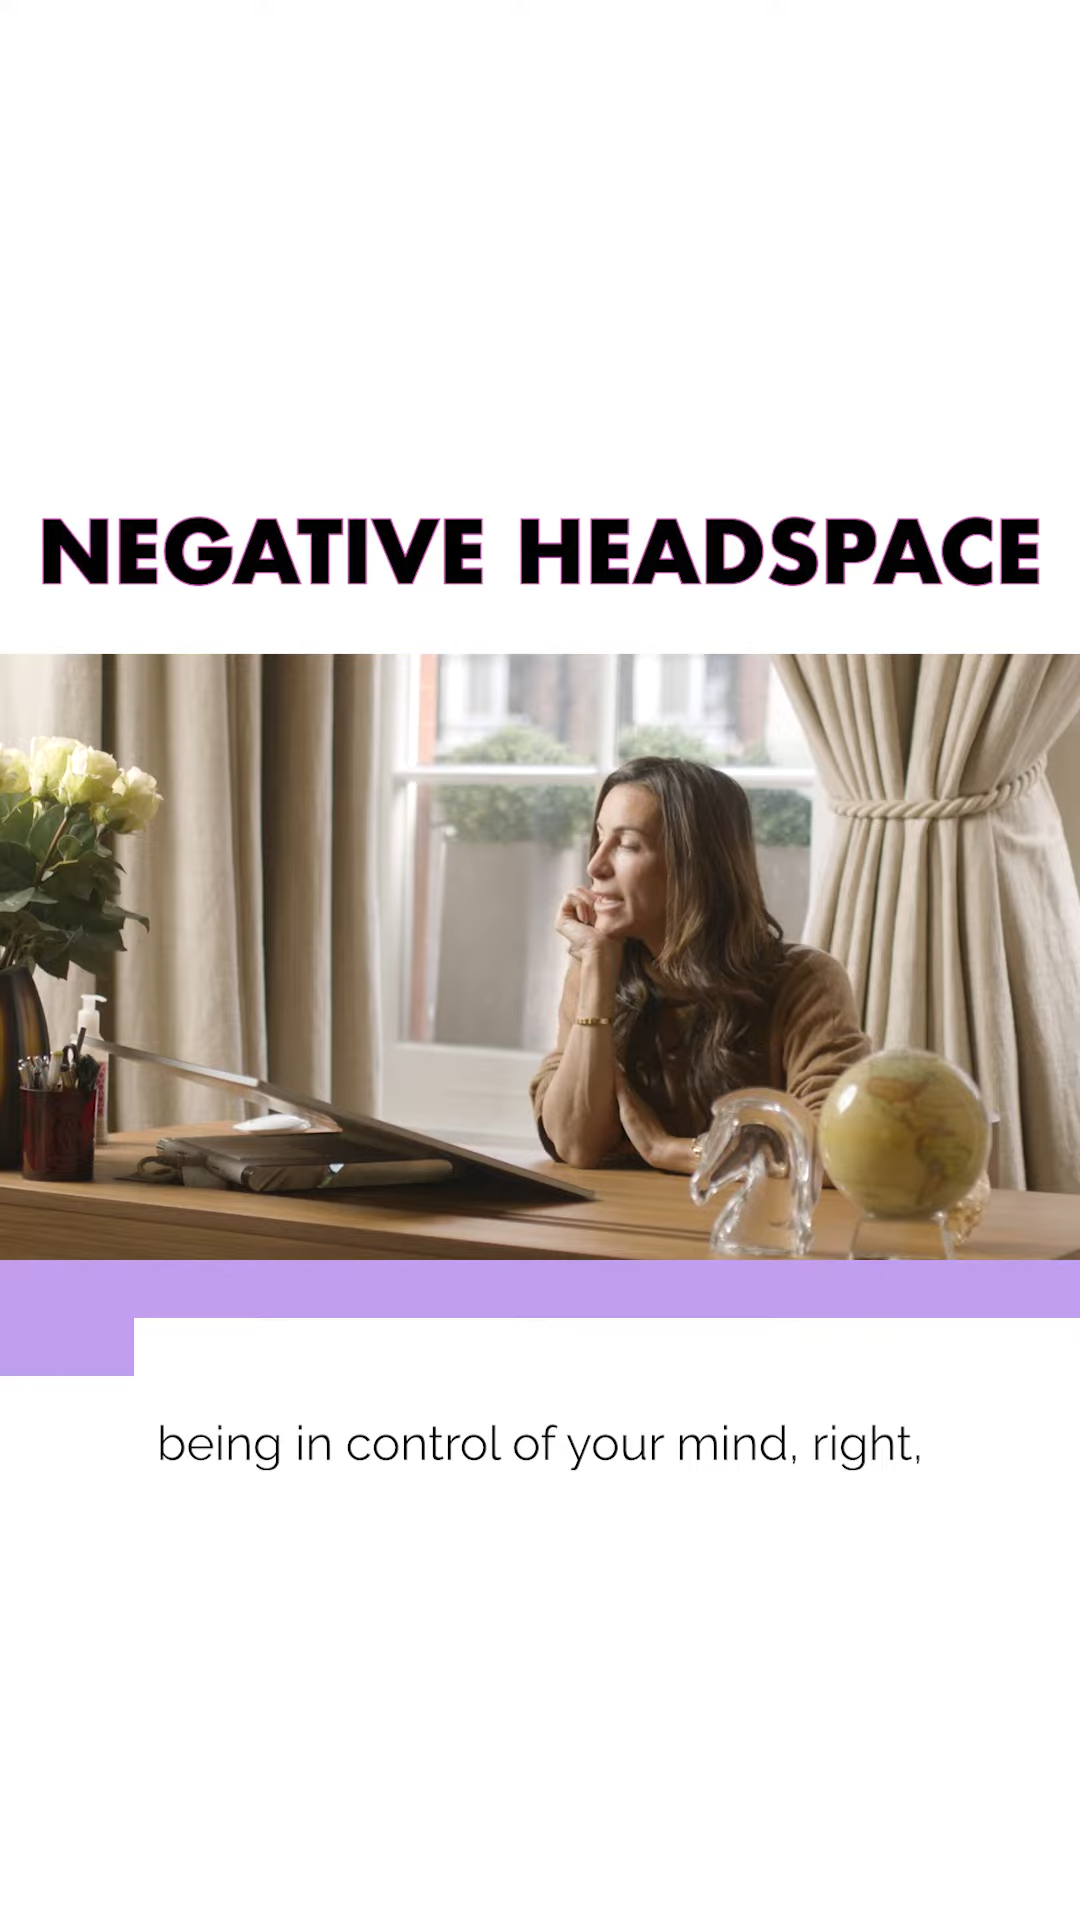 NEGATIVE HEADSPACE
being in control of your mind, right,